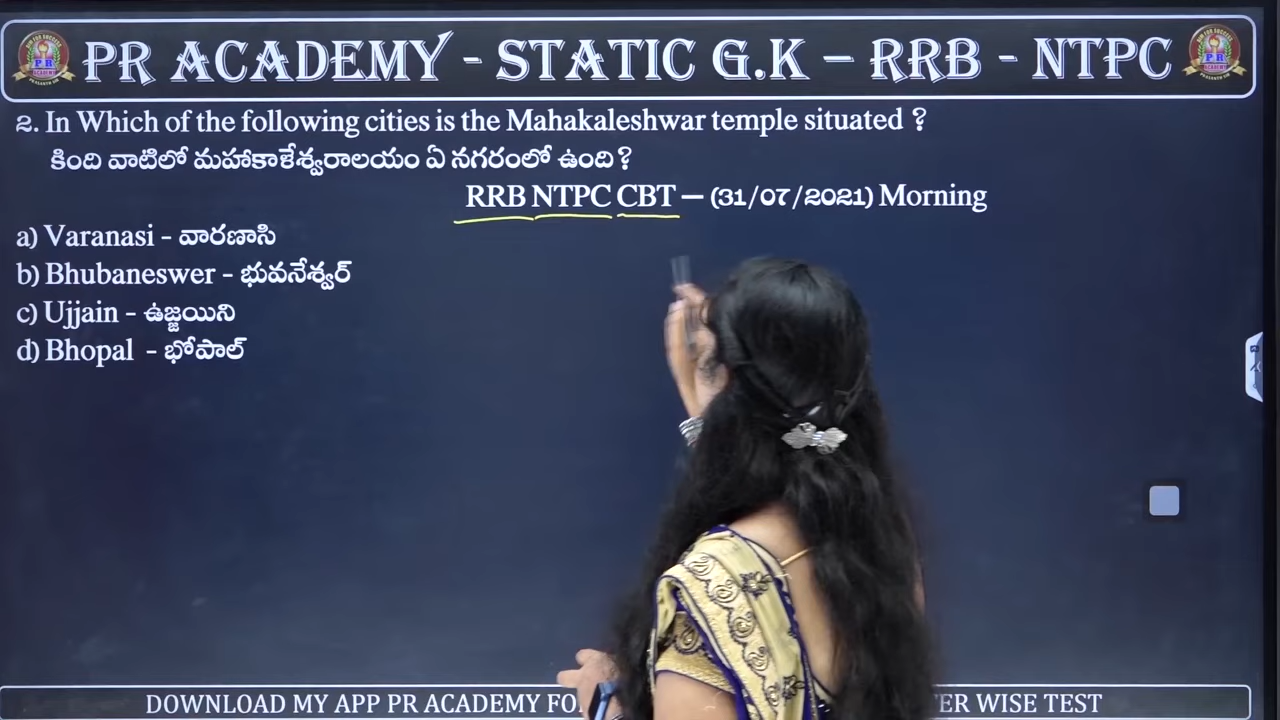 PR ACADEMY - STATIC G.K – RRB - NTPC
2. In Which of the following cities is the Mahakaleshwar temple situated ?
కింది వాటిలో మహాకాళేశ్వరాలయం ఏ నగరంలో ఉంది?
RRB NTPC CBT – (31/07/2021) Morning
a) Varanasi - వారణాసి
b) Bhubaneswer - భువనేశ్వర్
c) Ujjain - ఉజ్జయిని
d) Bhopal - భోపాల్
DOWNLOAD MY APP PR ACADEMY WISE TEST